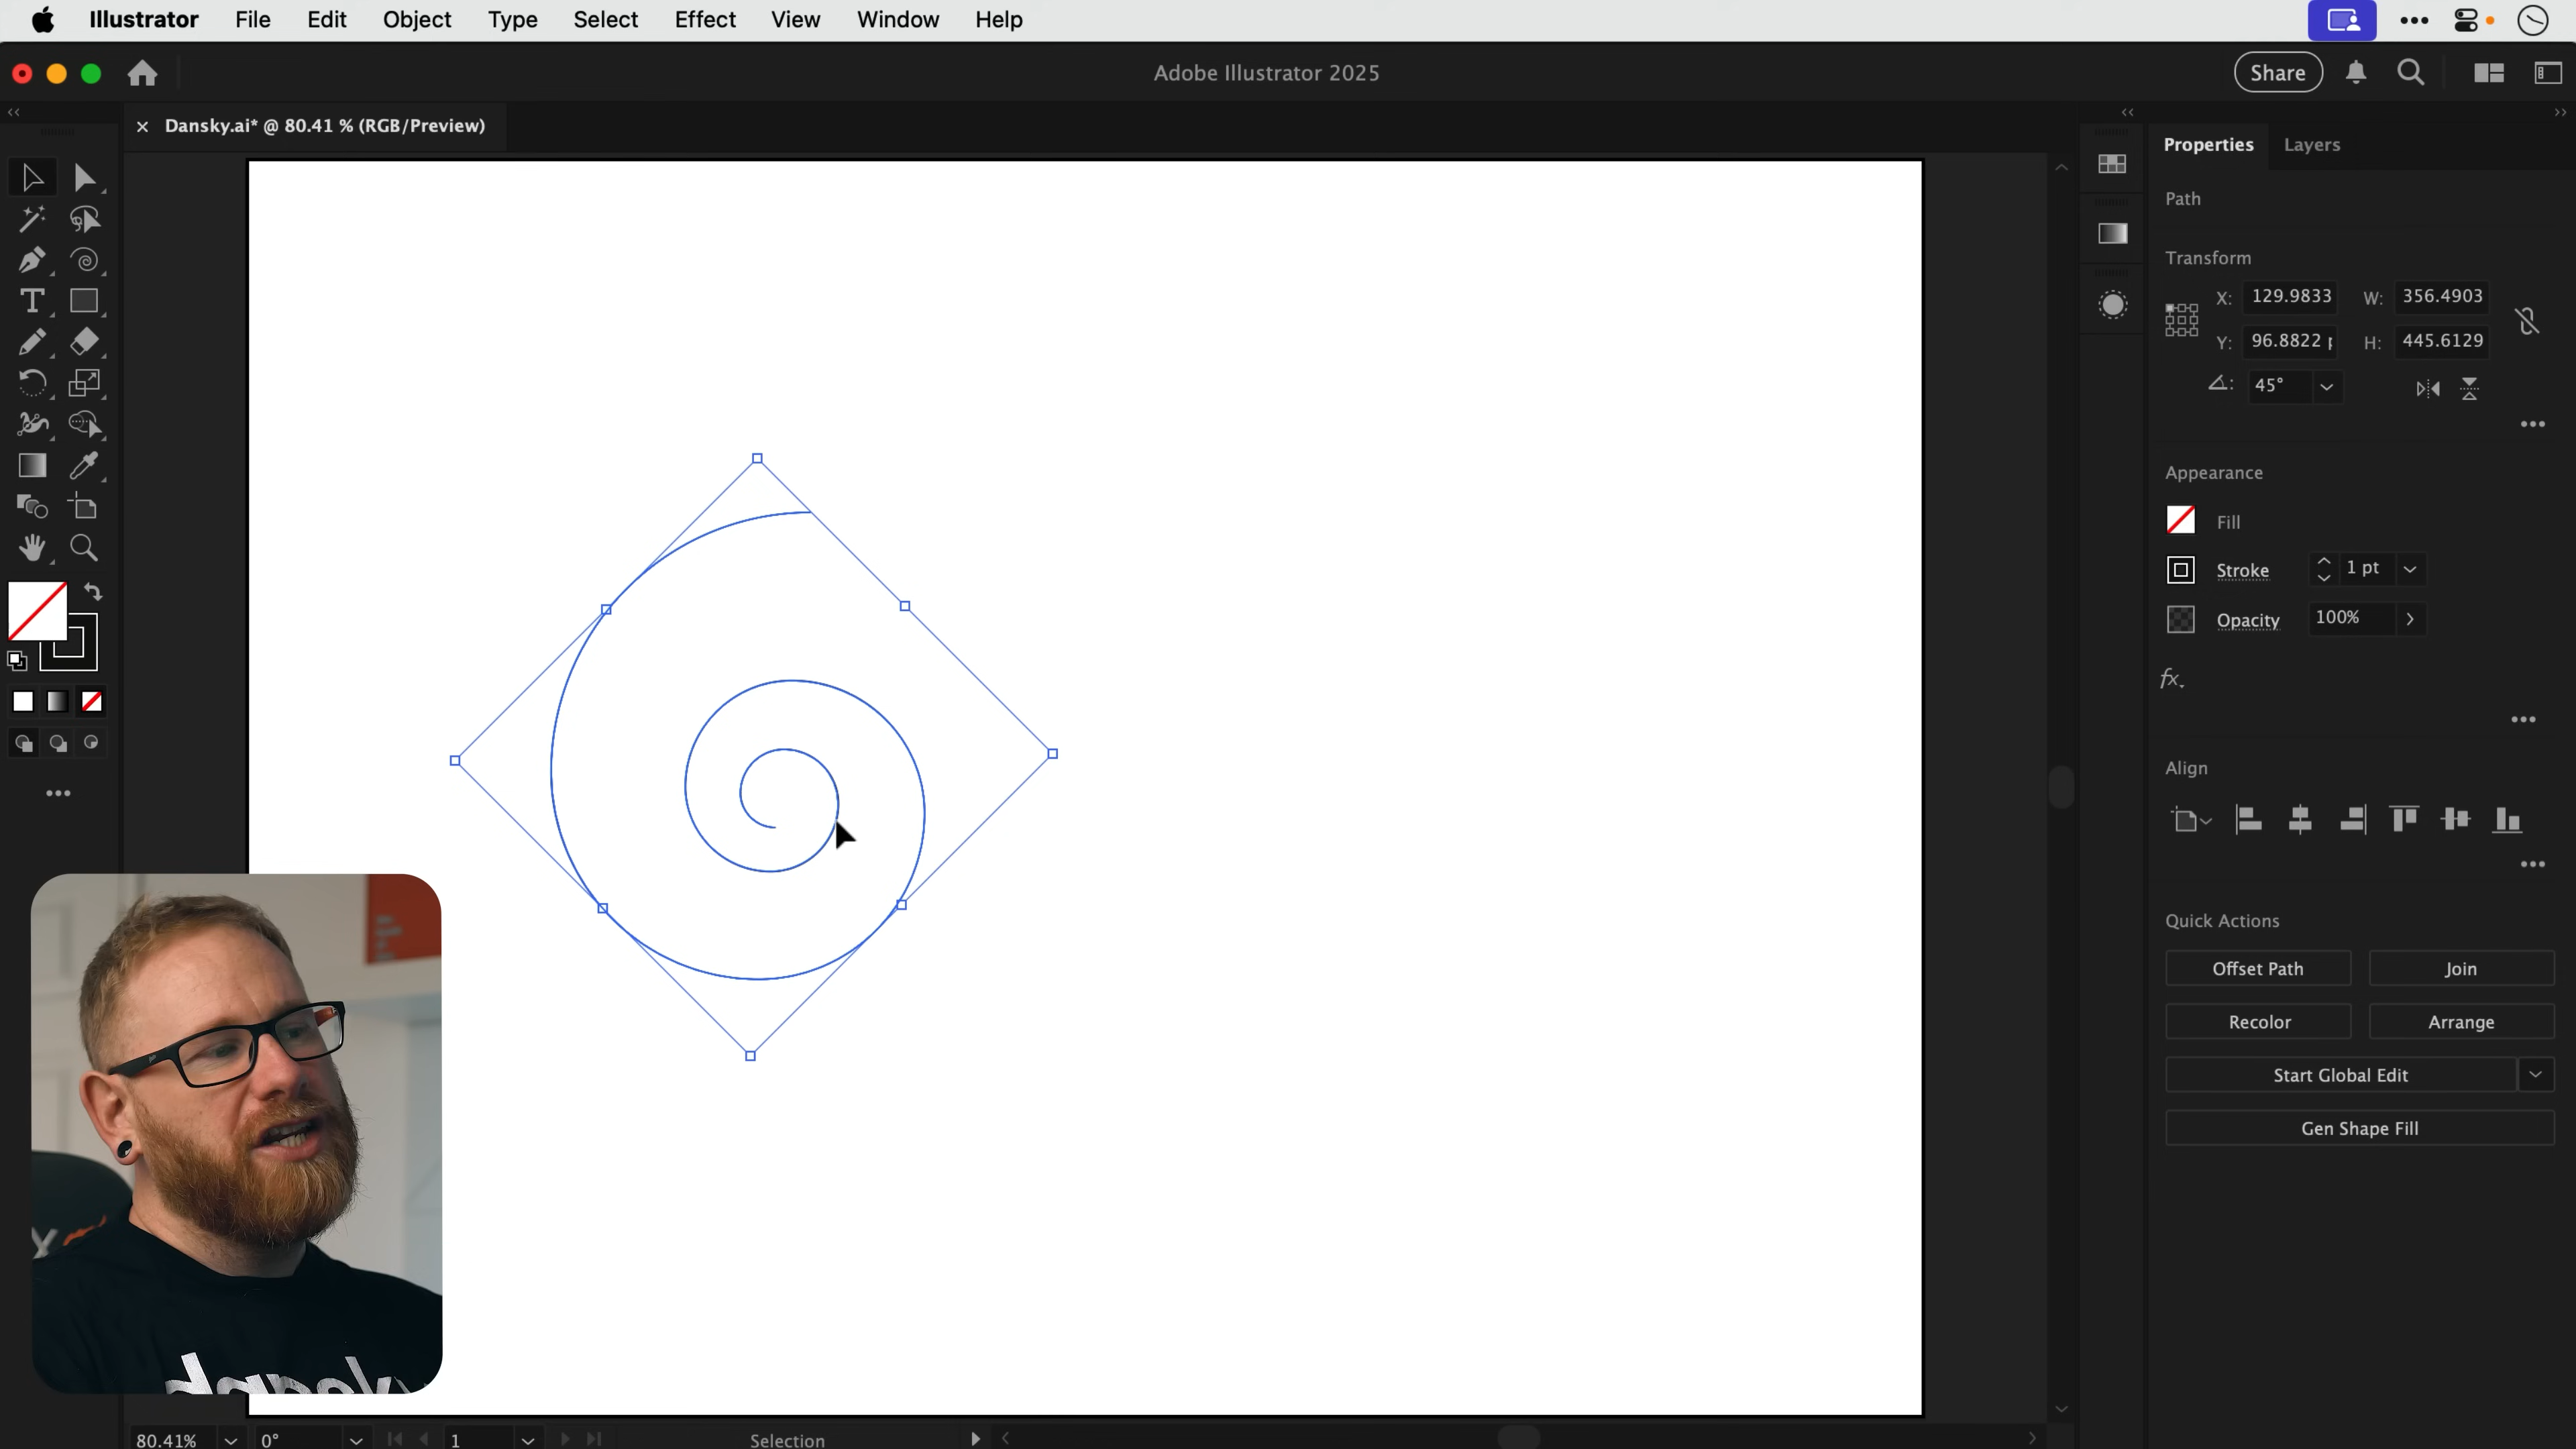 Illustrator File Edit Object Type Select Effect View Window Help
Adobe Illustrator 2025
Share
Dansky.ai* @ 80.41 % (RGB/Preview)
Properties Layers
Path
Transform
X: 129.9833 W: 356.4903
Y: 96.8822 H: 445.6129
45°
Appearance
Fill
Stroke 1 pt
Opacity 100%
fx
Align
Quick Actions
Offset Path Join
Recolor Arrange
Start Global Edit
Gen Shape Fill
80.41% 0° 1 Selection